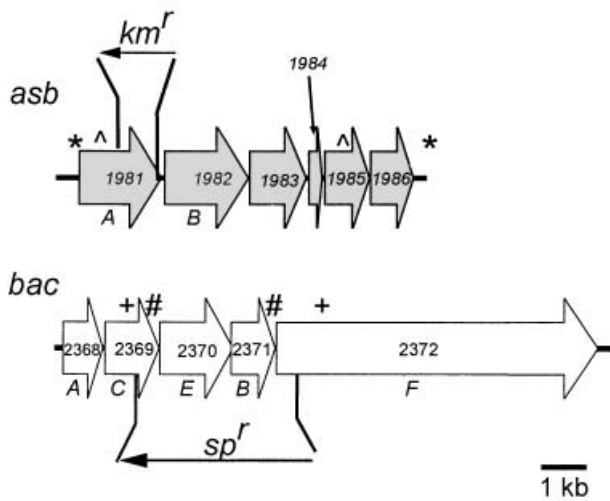 km^r
1984
asb
* ^ ^ *
1981 1982 1983 1985 1986
A B
bac
+ # # +
2368 2369 2370 2371 2372
A C E B F
sp^r
1 kb